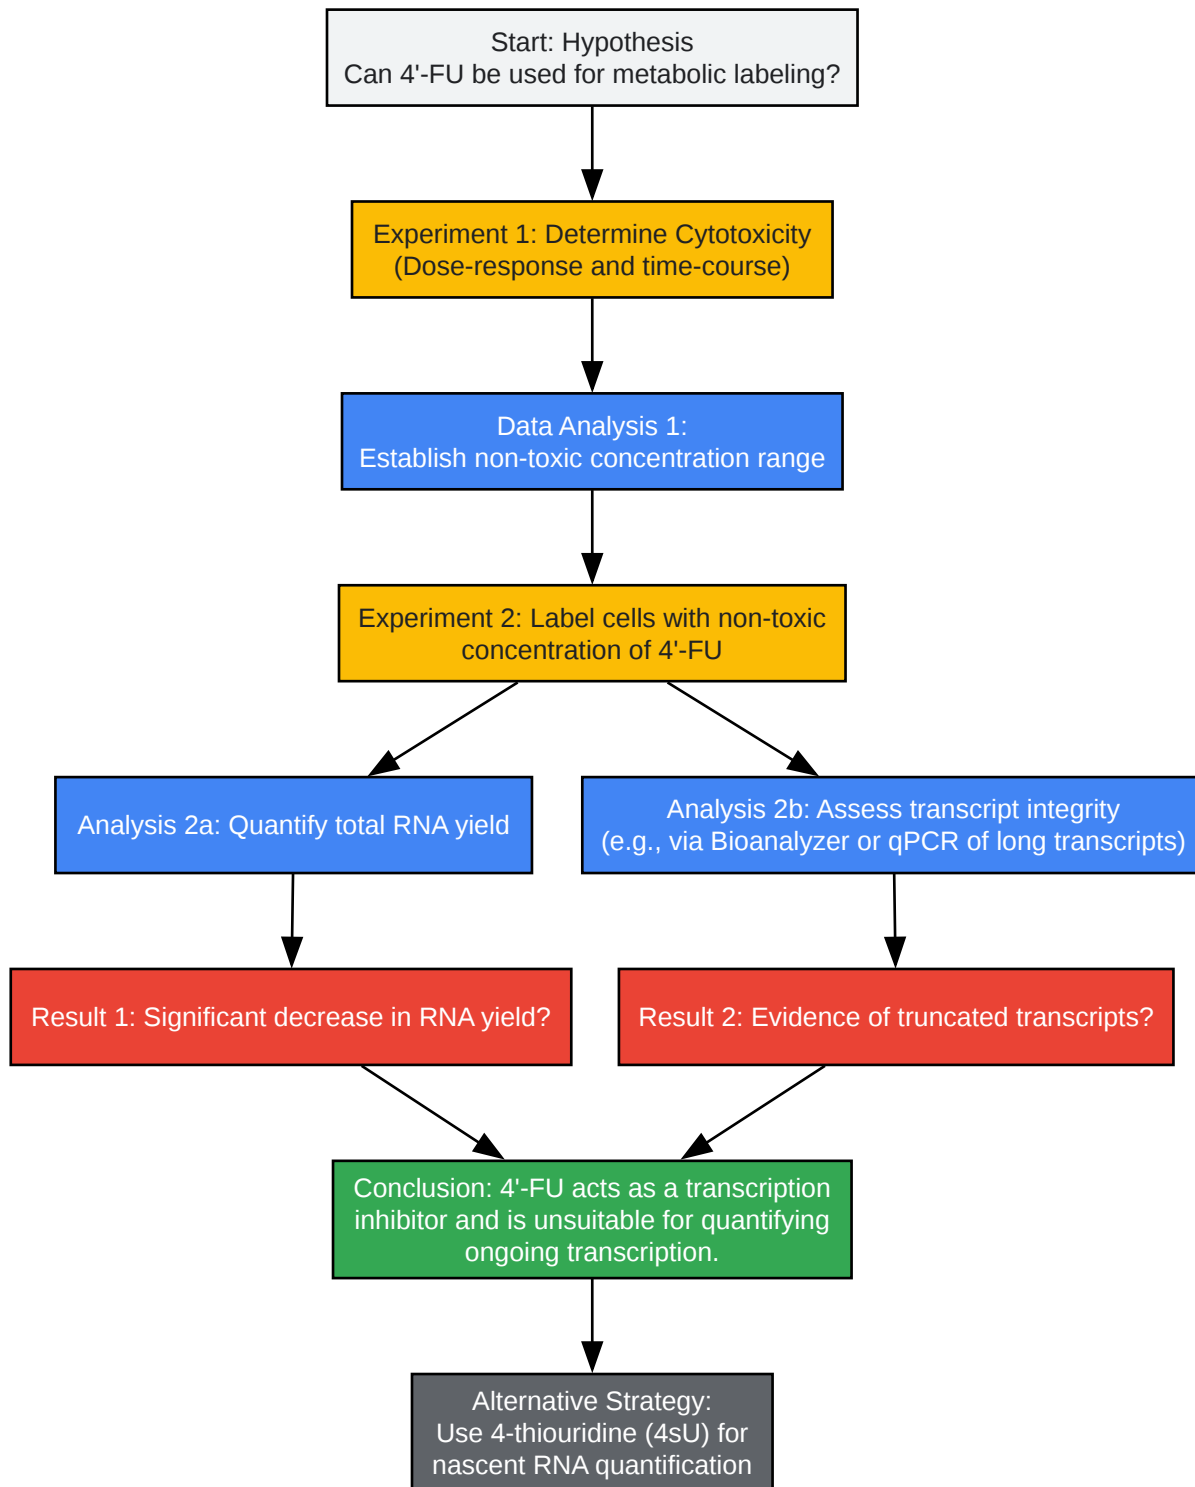 Start: Hypothesis
Can 4'-FU be used for metabolic labeling?
Experiment 1: Determine Cytotoxicity
(Dose-response and time-course)
Data Analysis 1:
Establish non-toxic concentration range
Experiment 2: Label cells with non-toxic
concentration of 4'-FU
Analysis 2a: Quantify total RNA yield
Analysis 2b: Assess transcript integrity
(e.g., via Bioanalyzer or qPCR of long transcripts)
Result 1: Significant decrease in RNA yield?
Result 2: Evidence of truncated transcripts?
Conclusion: 4'-FU acts as a transcription
inhibitor and is unsuitable for quantifying
ongoing transcription.
Alternative Strategy:
Use 4-thiouridine (4sU) for
nascent RNA quantification